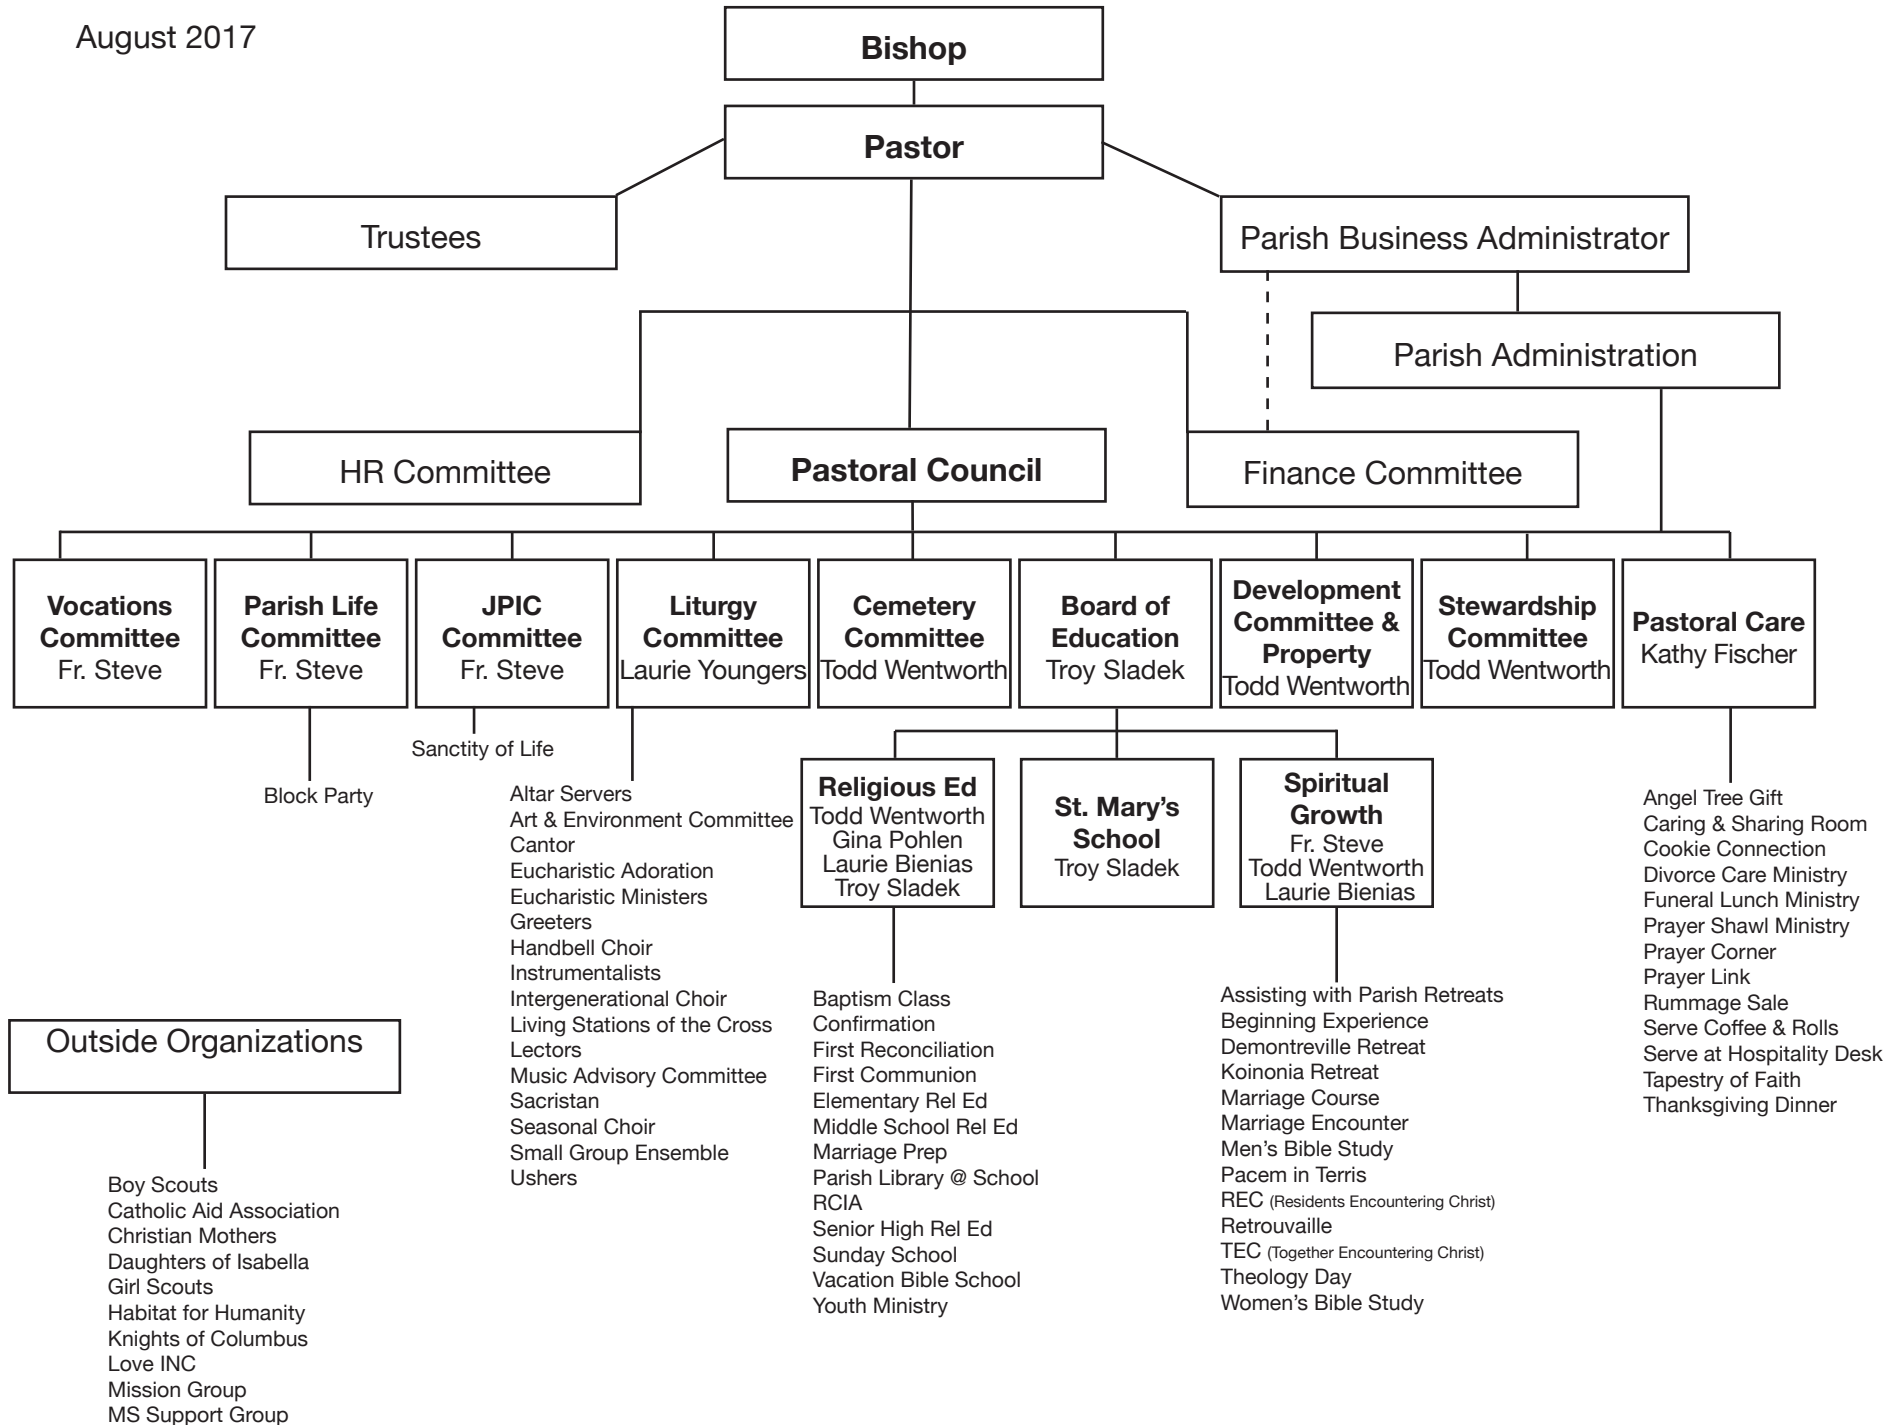 August 2017
Bishop
Pastor
Trustees
Parish Business Administrator
Parish Administration
HR Committee
Pastoral Council
Finance Committee
Vocations
Committee
Fr. Steve
Parish Life
Committee
Fr. Steve
JPIC
Committee
Fr. Steve
Liturgy
Committee
Laurie Youngers
Cemetery
Committee
Todd Wentworth
Board of
Education
Troy Sladek
Development
Committee &
Property
Todd Wentworth
Stewardship
Committee
Todd Wentworth
Pastoral Care
Kathy Fischer
Block Party
Sanctity of Life
Altar Servers
Art & Environment Committee
Cantor
Eucharistic Adoration
Eucharistic Ministers
Greeters
Handbell Choir
Instrumentalists
Intergenerational Choir
Living Stations of the Cross
Lectors
Music Advisory Committee
Sacristan
Seasonal Choir
Small Group Ensemble
Ushers
Religious Ed
Todd Wentworth
Gina Pohlen
Laurie Bienias
Troy Sladek
St. Mary’s
School
Troy Sladek
Spiritual
Growth
Fr. Steve
Todd Wentworth
Laurie Bienias
Angel Tree Gift
Caring & Sharing Room
Cookie Connection
Divorce Care Ministry
Funeral Lunch Ministry
Prayer Shawl Ministry
Prayer Corner
Prayer Link
Rummage Sale
Serve Coffee & Rolls
Serve at Hospitality Desk
Tapestry of Faith
Thanksgiving Dinner
Baptism Class
Confirmation
First Reconciliation
First Communion
Elementary Rel Ed
Middle School Rel Ed
Marriage Prep
Parish Library @ School
RCIA
Senior High Rel Ed
Sunday School
Vacation Bible School
Youth Ministry
Assisting with Parish Retreats
Beginning Experience
Demontreville Retreat
Koinonia Retreat
Marriage Course
Marriage Encounter
Men’s Bible Study
Pacem in Terris
REC (Residents Encountering Christ)
Retrouvaille
TEC (Together Encountering Christ)
Theology Day
Women’s Bible Study
Outside Organizations
Boy Scouts
Catholic Aid Association
Christian Mothers
Daughters of Isabella
Girl Scouts
Habitat for Humanity
Knights of Columbus
Love INC
Mission Group
MS Support Group